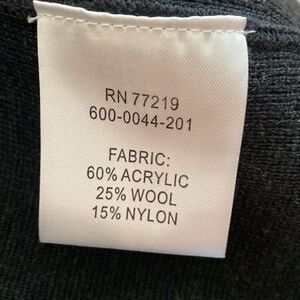 RN 77219
600-0044-201
FABRIC:
60% ACRYLIC
25% WOOL
15% NYLON